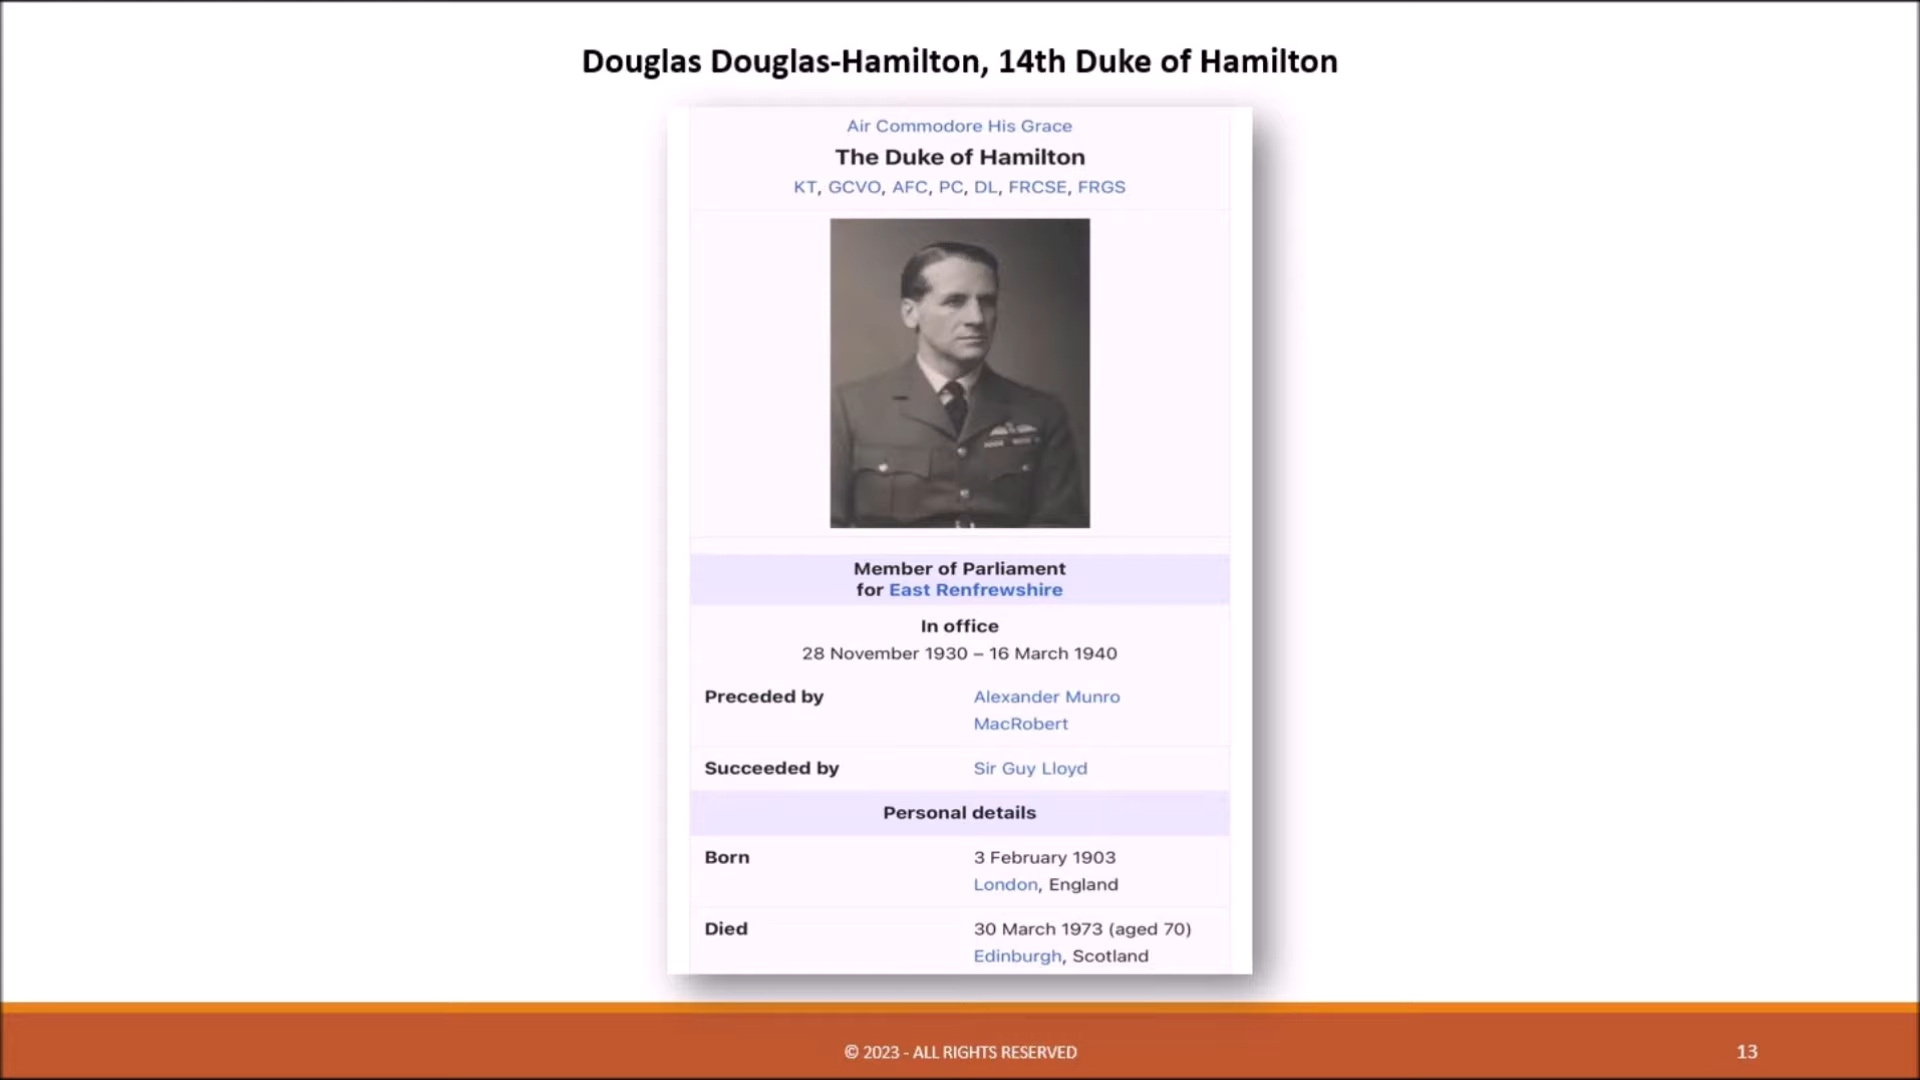 Douglas Douglas-Hamilton, 14th Duke of Hamilton
Air Commodore His Grace
The Duke of Hamilton
KT, GCVO, AFC, PC, DL, FRCSE, FRGS
Member of Parliament
for East Renfrewshire
In office
28 November 1930 – 16 March 1940
Preceded by Alexander Munro
MacRobert
Succeeded by Sir Guy Lloyd
Personal details
Born 3 February 1903
London, England
Died 30 March 1973 (aged 70)
Edinburgh, Scotland
© 2023 - ALL RIGHTS RESERVED 13